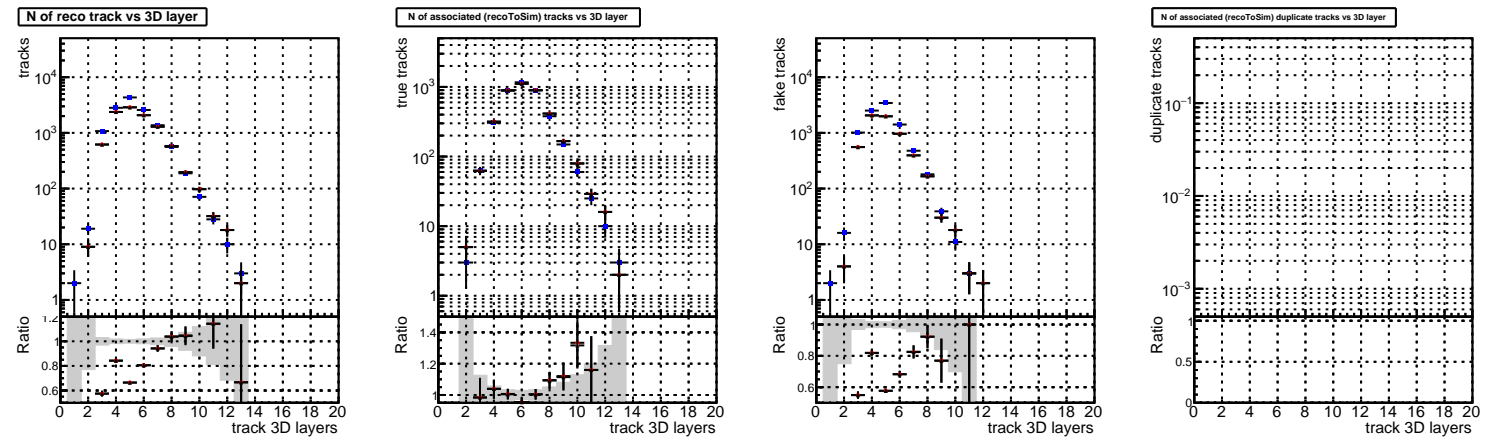 N of reco track vs 3D layer
tracks
10⁴
10³
10²
10
1
Ratio
1.2
1
0.8
0.6
0 2 4 6 8 10 12 14 16 18 20
track 3D layers
N of associated (recoToSim) tracks vs 3D layer
true tracks
10³
10²
10
1
Ratio
1.4
1.2
1
0 2 4 6 8 10 12 14 16 18 20
track 3D layers
fake tracks
10⁴
10³
10²
10
1
Ratio
1
0.8
0.6
0 2 4 6 8 10 12 14 16 18 20
track 3D layers
N of associated (recoToSim) duplicate tracks vs 3D layer
duplicate tracks
10⁻¹
10⁻²
10⁻³
Ratio
1
0.5
0
0 2 4 6 8 10 12 14 16 18 20
track 3D layers